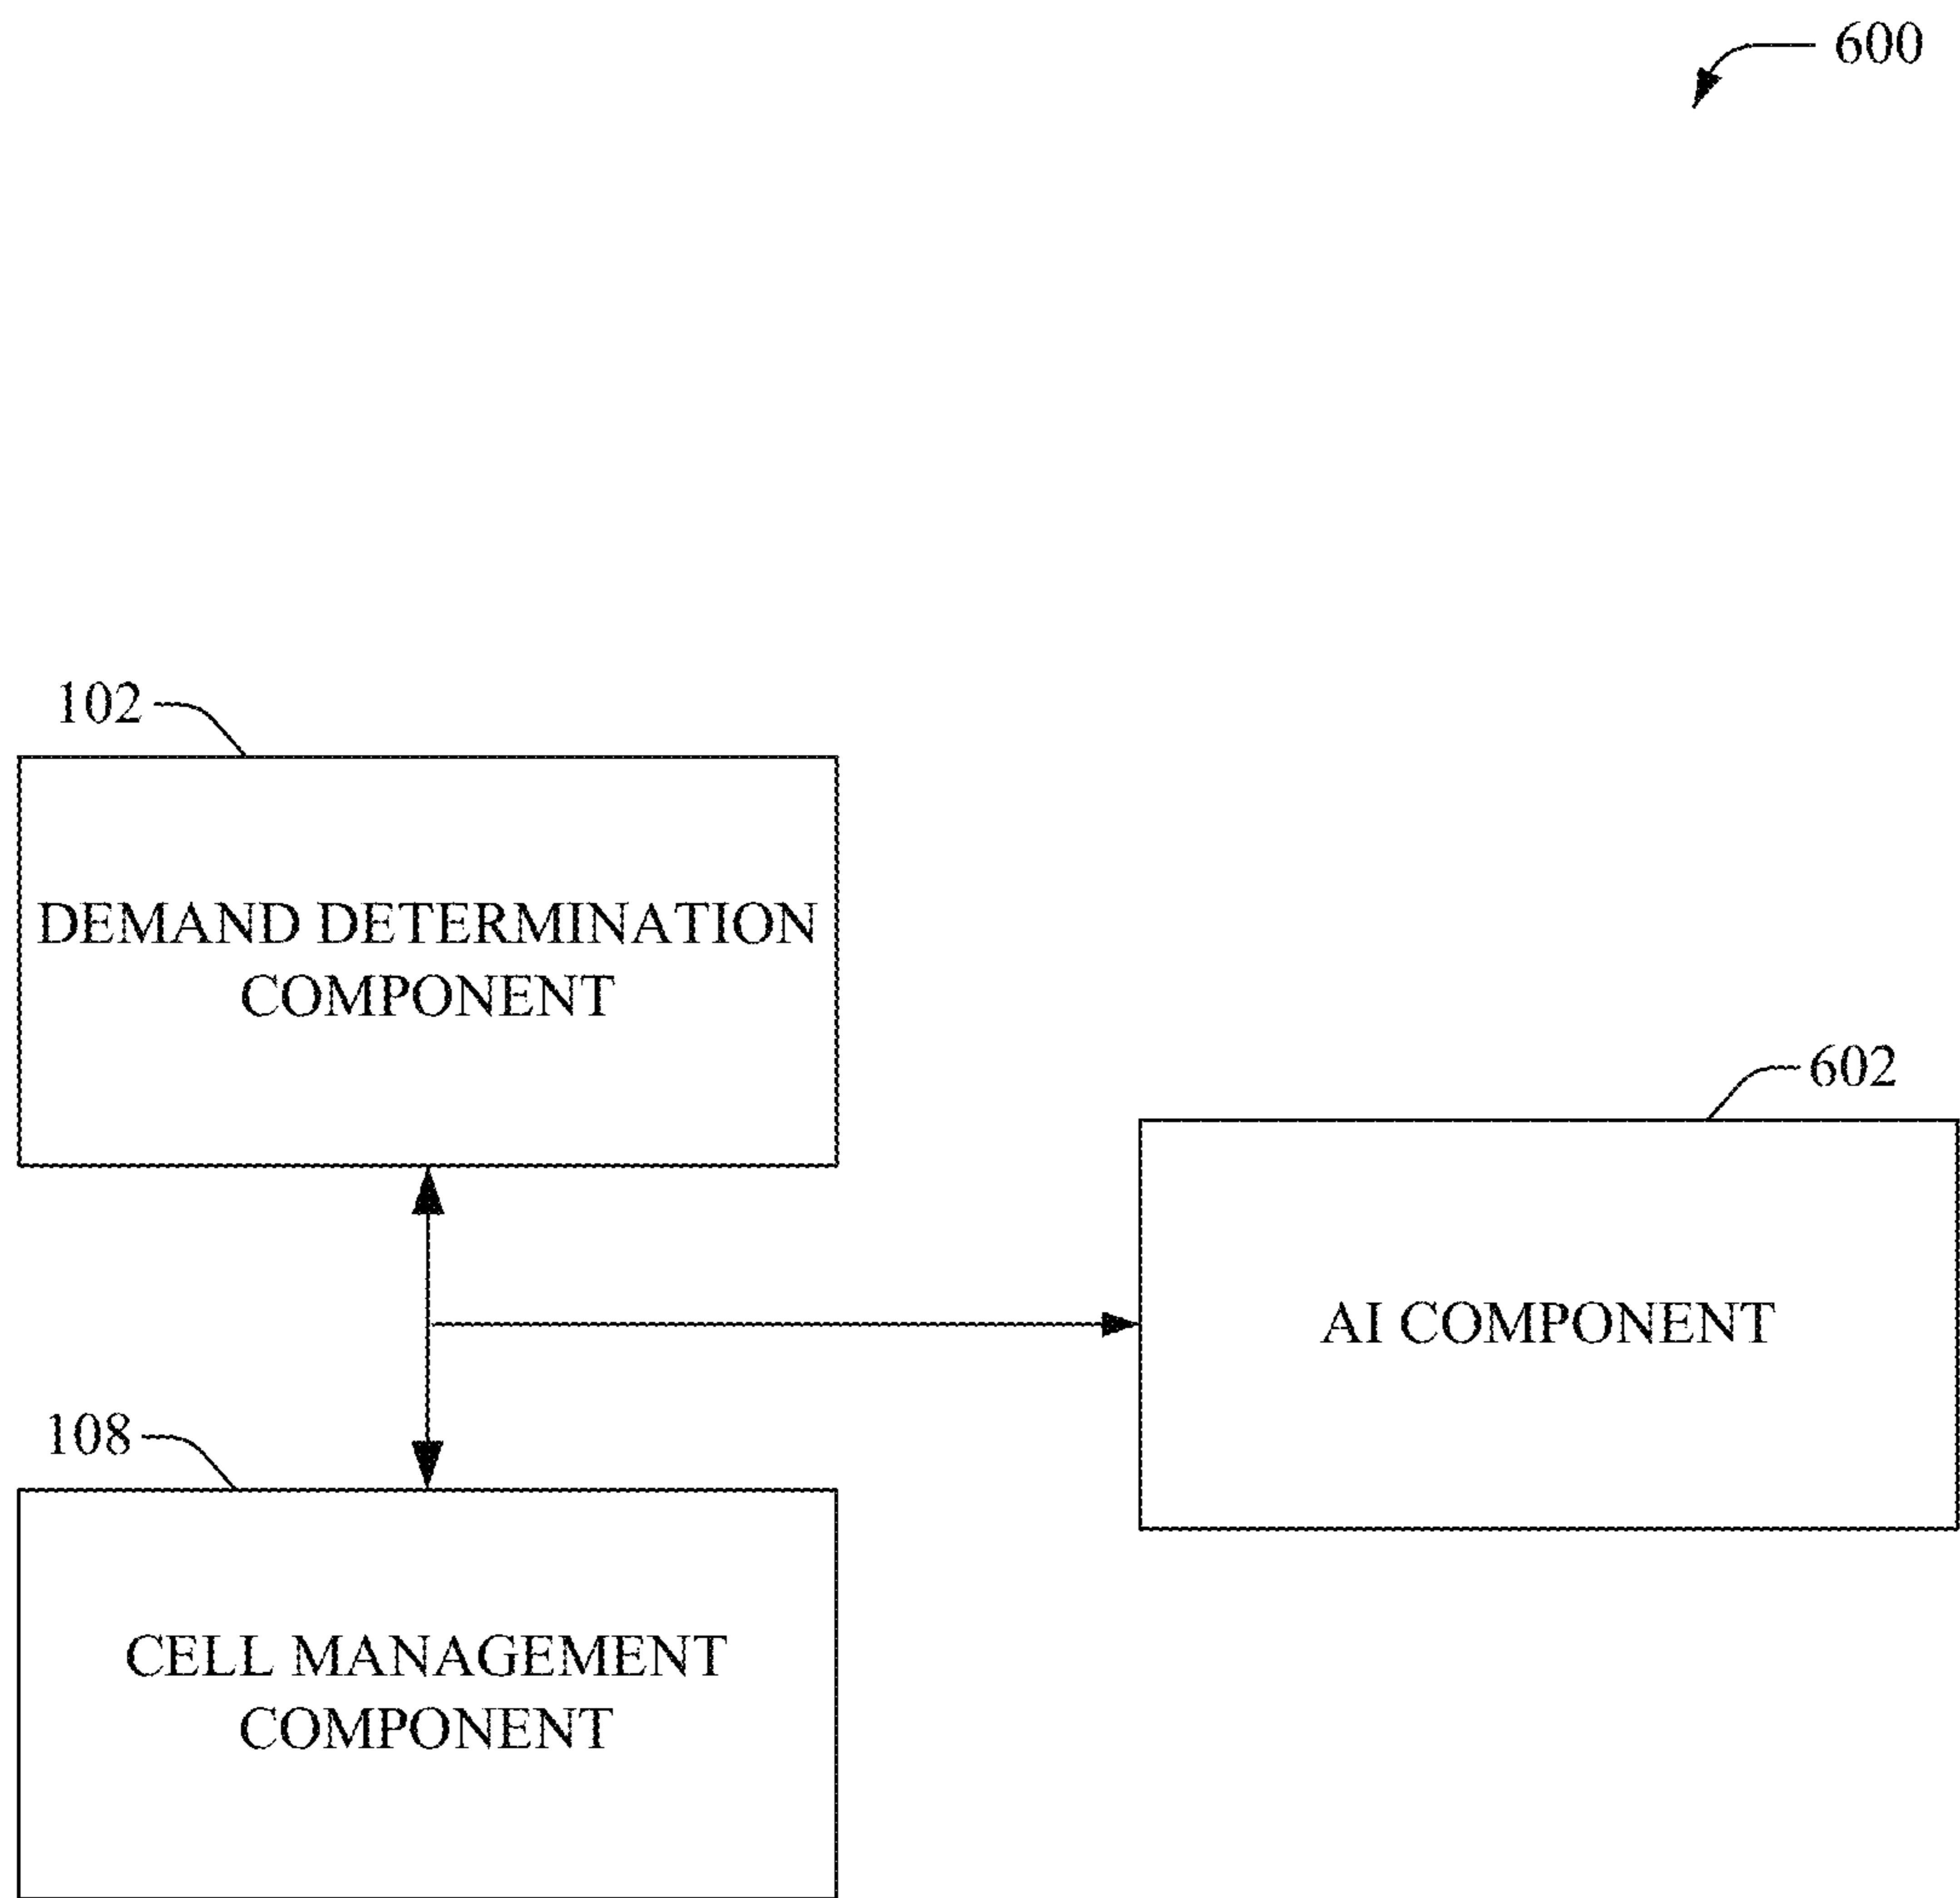 600
102
DEMAND DETERMINATION
COMPONENT
602
AI COMPONENT
108
CELL MANAGEMENT
COMPONENT